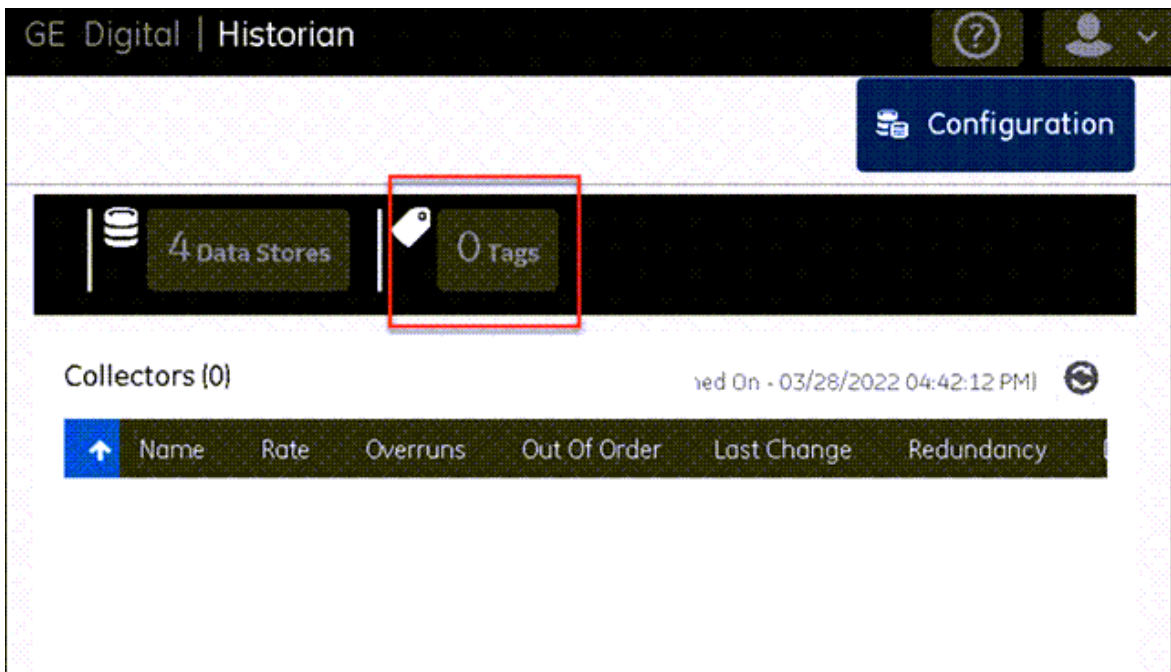 GE Digital | Historian
Configuration
4 Data Stores
0 Tags
Collectors (0)
ned On - 03/28/2022 04:42:12 PM)
Name Rate Overruns Out Of Order Last Change Redundancy